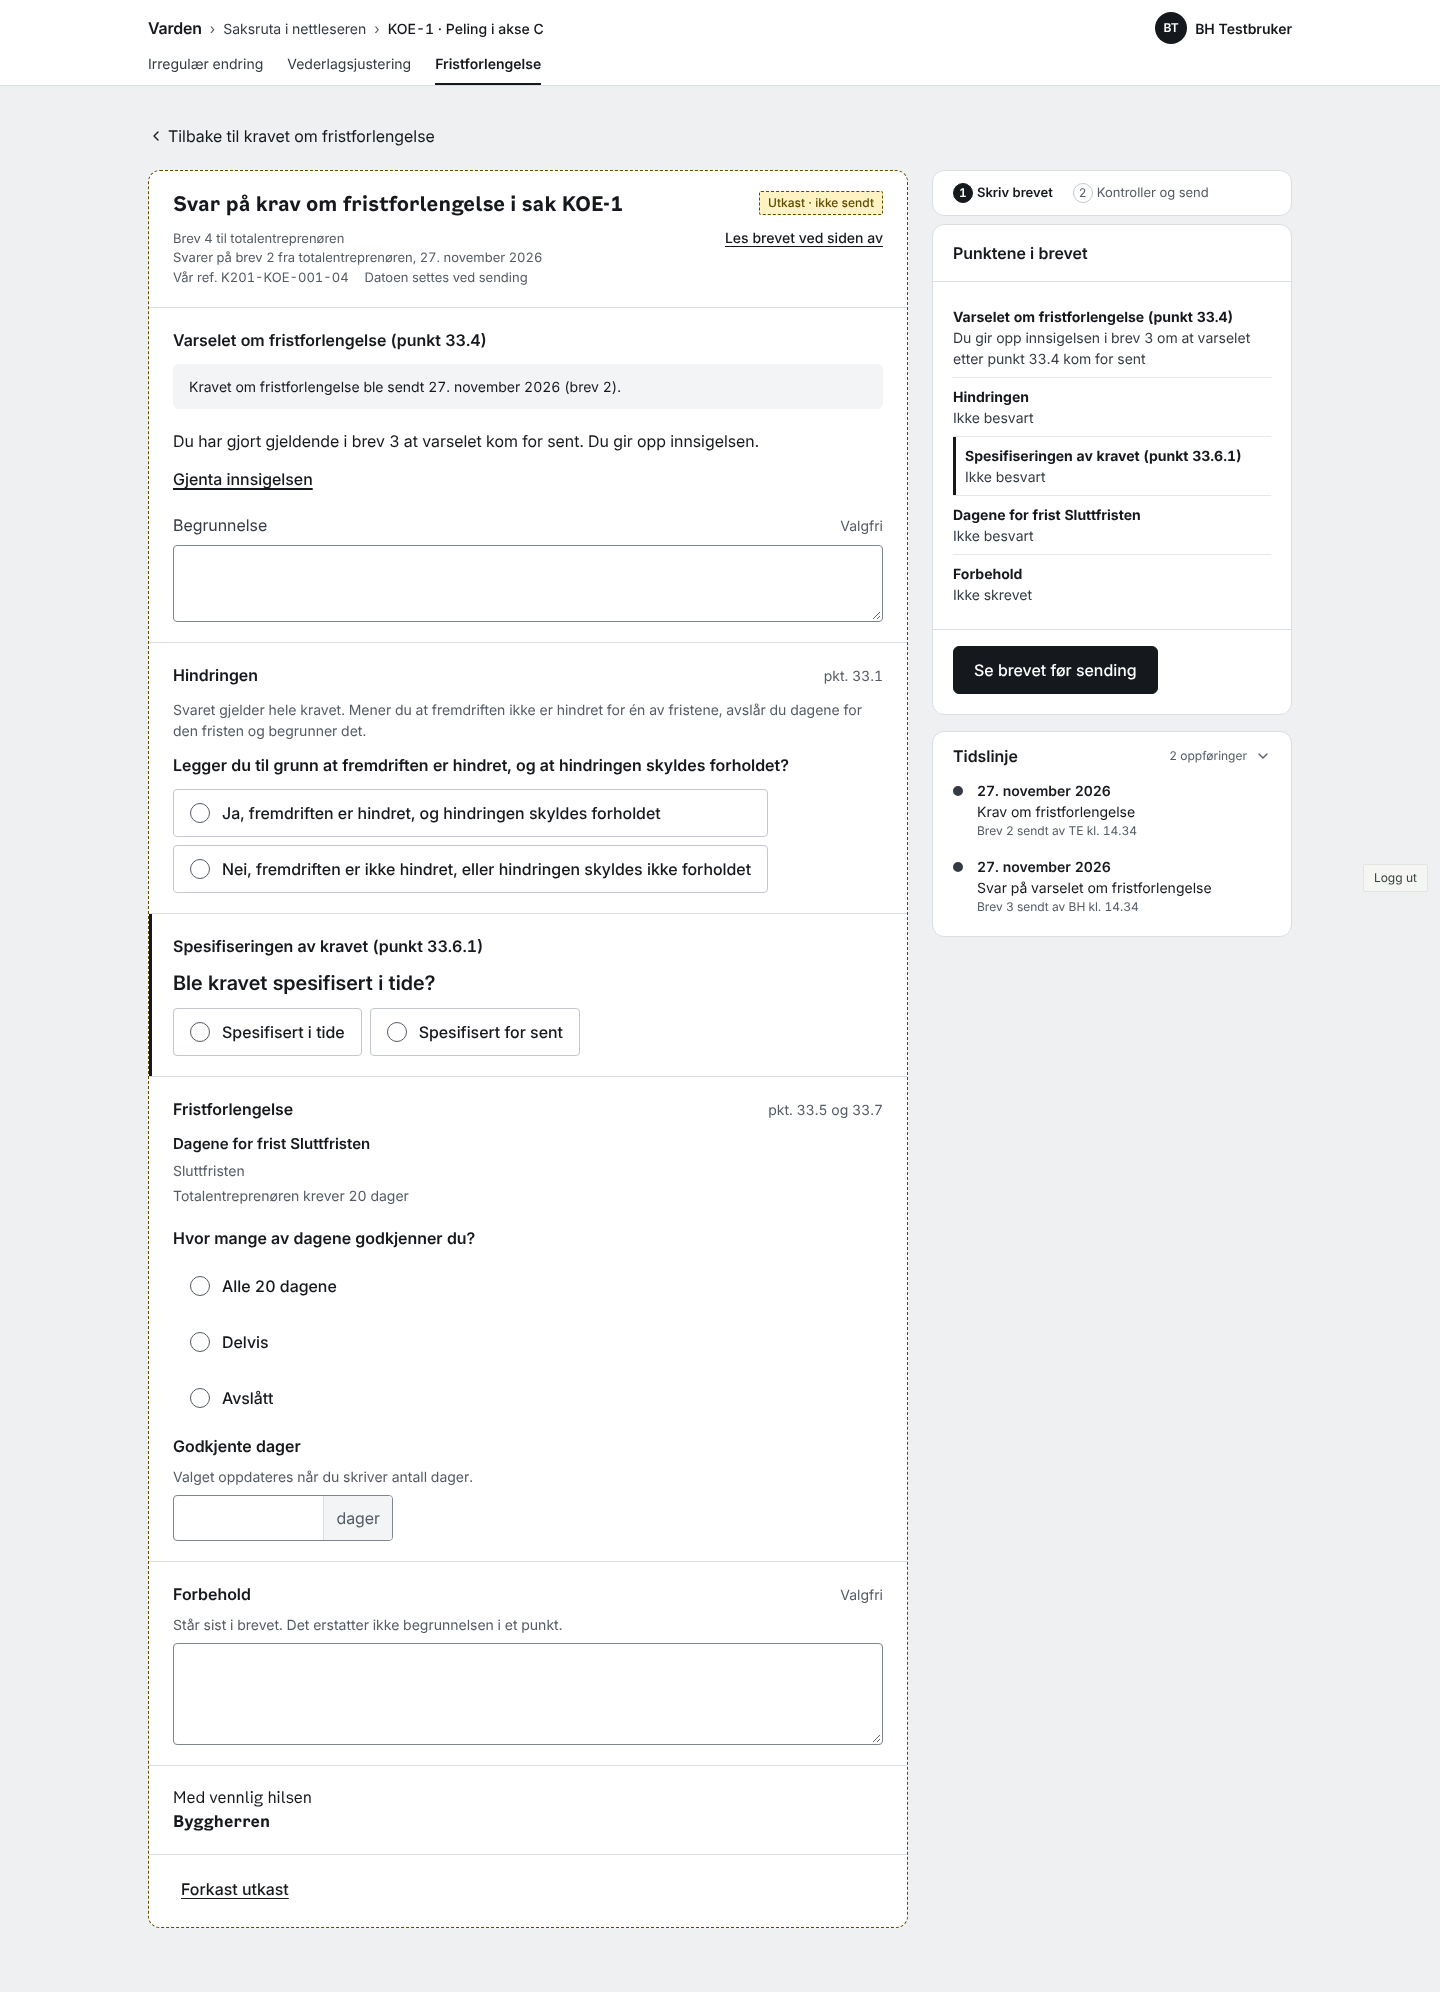 Varden › Saksruta i nettleseren › KOE-1 · Peling i akse C
BT BH Testbruker
Irregulær endring Vederlagsjustering Fristforlengelse
Tilbake til kravet om fristforlengelse
Svar på krav om fristforlengelse i sak KOE-1
Utkast · ikke sendt
Brev 4 til totalentreprenøren
Les brevet ved siden av
Svarer på brev 2 fra totalentreprenøren, 27. november 2026
Vår ref. K201-KOE-001-04 Datoen settes ved sending
Varselet om fristforlengelse (punkt 33.4)
Kravet om fristforlengelse ble sendt 27. november 2026 (brev 2).
Du har gjort gjeldende i brev 3 at varselet kom for sent. Du gir opp innsigelsen.
Gjenta innsigelsen
Begrunnelse Valgfri
Hindringen pkt. 33.1
Svaret gjelder hele kravet. Mener du at fremdriften ikke er hindret for én av fristene, avslår du dagene for
den fristen og begrunner det.
Legger du til grunn at fremdriften er hindret, og at hindringen skyldes forholdet?
Ja, fremdriften er hindret, og hindringen skyldes forholdet
Nei, fremdriften er ikke hindret, eller hindringen skyldes ikke forholdet
Spesifiseringen av kravet (punkt 33.6.1)
Ble kravet spesifisert i tide?
Spesifisert i tide Spesifisert for sent
Fristforlengelse pkt. 33.5 og 33.7
Dagene for frist Sluttfristen
Sluttfristen
Totalentreprenøren krever 20 dager
Hvor mange av dagene godkjenner du?
Alle 20 dagene
Delvis
Avslått
Godkjente dager
Valget oppdateres når du skriver antall dager.
dager
Forbehold Valgfri
Står sist i brevet. Det erstatter ikke begrunnelsen i et punkt.
Med vennlig hilsen
Byggherren
Forkast utkast
1 Skriv brevet 2 Kontroller og send
Punktene i brevet
Varselet om fristforlengelse (punkt 33.4)
Du gir opp innsigelsen i brev 3 om at varselet
etter punkt 33.4 kom for sent
Hindringen
Ikke besvart
Spesifiseringen av kravet (punkt 33.6.1)
Ikke besvart
Dagene for frist Sluttfristen
Ikke besvart
Forbehold
Ikke skrevet
Se brevet før sending
Tidslinje 2 oppføringer
27. november 2026
Krav om fristforlengelse
Brev 2 sendt av TE kl. 14.34
27. november 2026
Svar på varselet om fristforlengelse
Brev 3 sendt av BH kl. 14.34
Logg ut